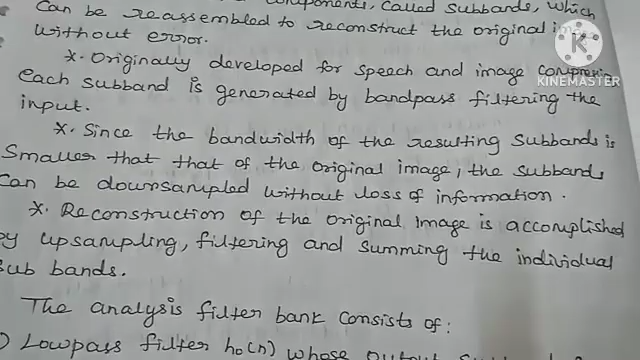 components, called subbands, which
can be reassembled to reconstruct the original image
without error.
*. Originally developed for speech and image
each subband is generated by bandpass filtering the
input.
*. Since the bandwidth of the resulting subbands is
smaller that that of the original image, the subbands
can be downsampled without loss of information.
*. Reconstruction of the original image is accomplished
by upsampling, filtering and summing the individual
sub bands.
The analysis filter bank consists of:
) Lowpass filter h0(n) whose output
KINEMASTER